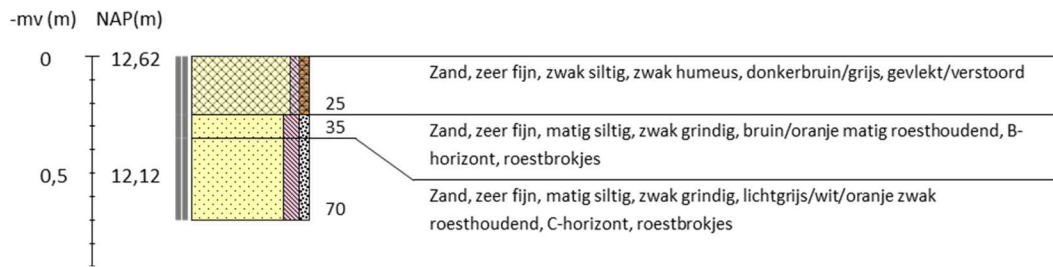 -mv (m) NAP(m)
0 12,62
Zand, zeer fijn, zwak siltig, zwak humeus, donkerbruin/grijs, gevlekt/verstoord
25
35
Zand, zeer fijn, matig siltig, zwak grindig, bruin/oranje matig roesthoudend, B-
horizont, roestbrokjes
0,5 12,12
70
Zand, zeer fijn, matig siltig, zwak grindig, lichtgrijs/wit/oranje zwak
roesthoudend, C-horizont, roestbrokjes